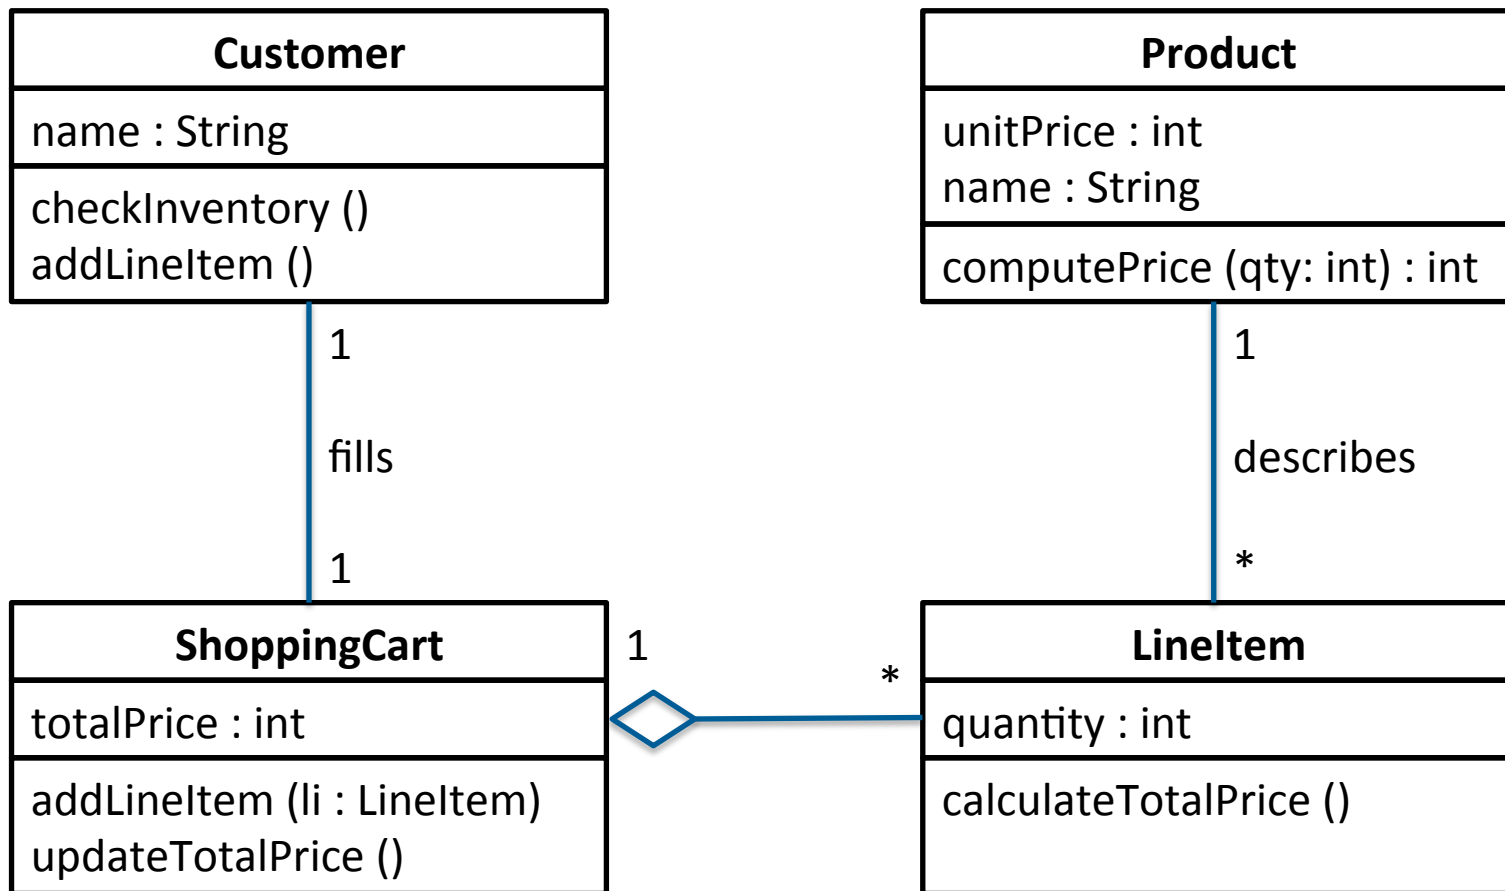 Customer
name : String
checkInventory ()
addLineItem ()
Product
unitPrice : int
name : String
computePrice (qty: int) : int
1
fills
1
1
describes
*
ShoppingCart
totalPrice : int
addLineItem (li : LineItem)
updateTotalPrice ()
1
*
LineItem
quantity : int
calculateTotalPrice ()